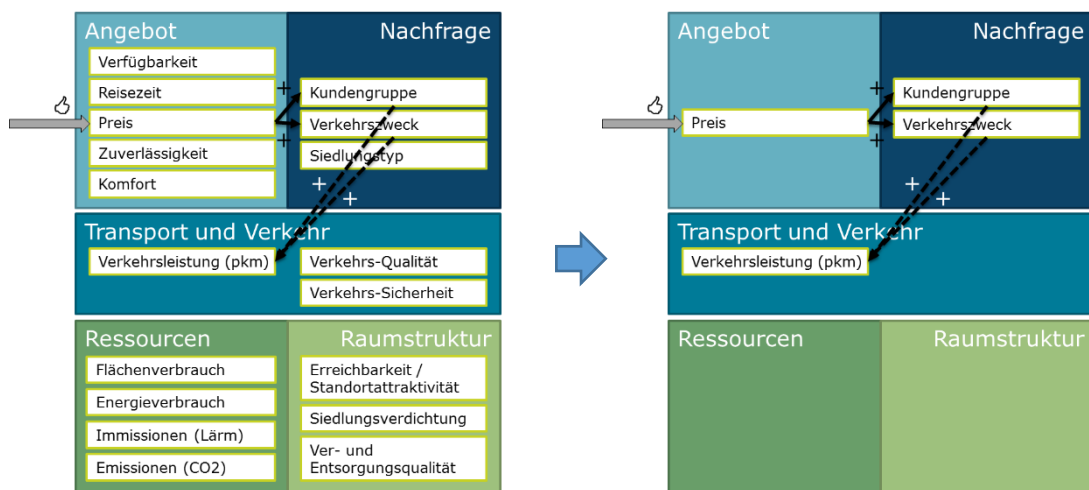 Angebot
Nachfrage
Verfügbarkeit
Reisezeit
Preis
Zuverlässigkeit
Komfort
+
Kundengruppe
Verkehrszweck
+
Siedlungstyp
+
+
Transport und Verkehr
Verkehrsleistung (pkm)
Verkehrs-Qualität
Verkehrs-Sicherheit
Ressourcen
Raumstruktur
Flächenverbrauch
Energieverbrauch
Immissionen (Lärm)
Emissionen (CO2)
Erreichbarkeit /
Standortattraktivität
Siedlungsverdichtung
Ver- und
Entsorgungsqualität
Angebot
Nachfrage
Preis
+
Kundengruppe
Verkehrszweck
+
+
+
Transport und Verkehr
Verkehrsleistung (pkm)
Ressourcen
Raumstruktur